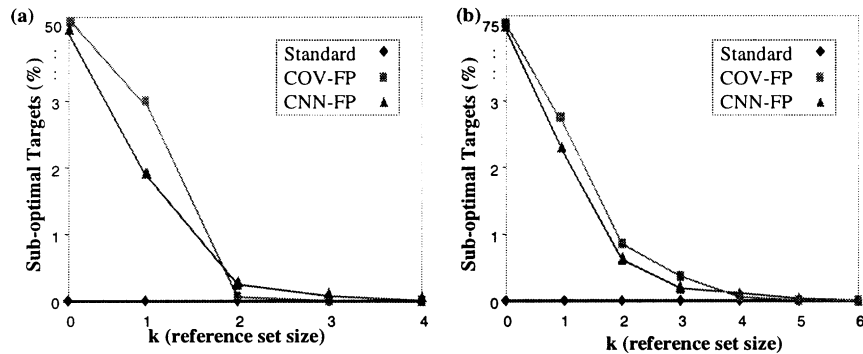 (a)
50
:
:
3
2
1
0
Sub-optimal Targets (%)
Standard
COV-FP
CNN-FP
0 1 2 3 4
k (reference set size)
(b)
75
:
:
3
2
1
0
Sub-optimal Targets (%)
Standard
COV-FP
CNN-FP
0 1 2 3 4 5 6
k (reference set size)